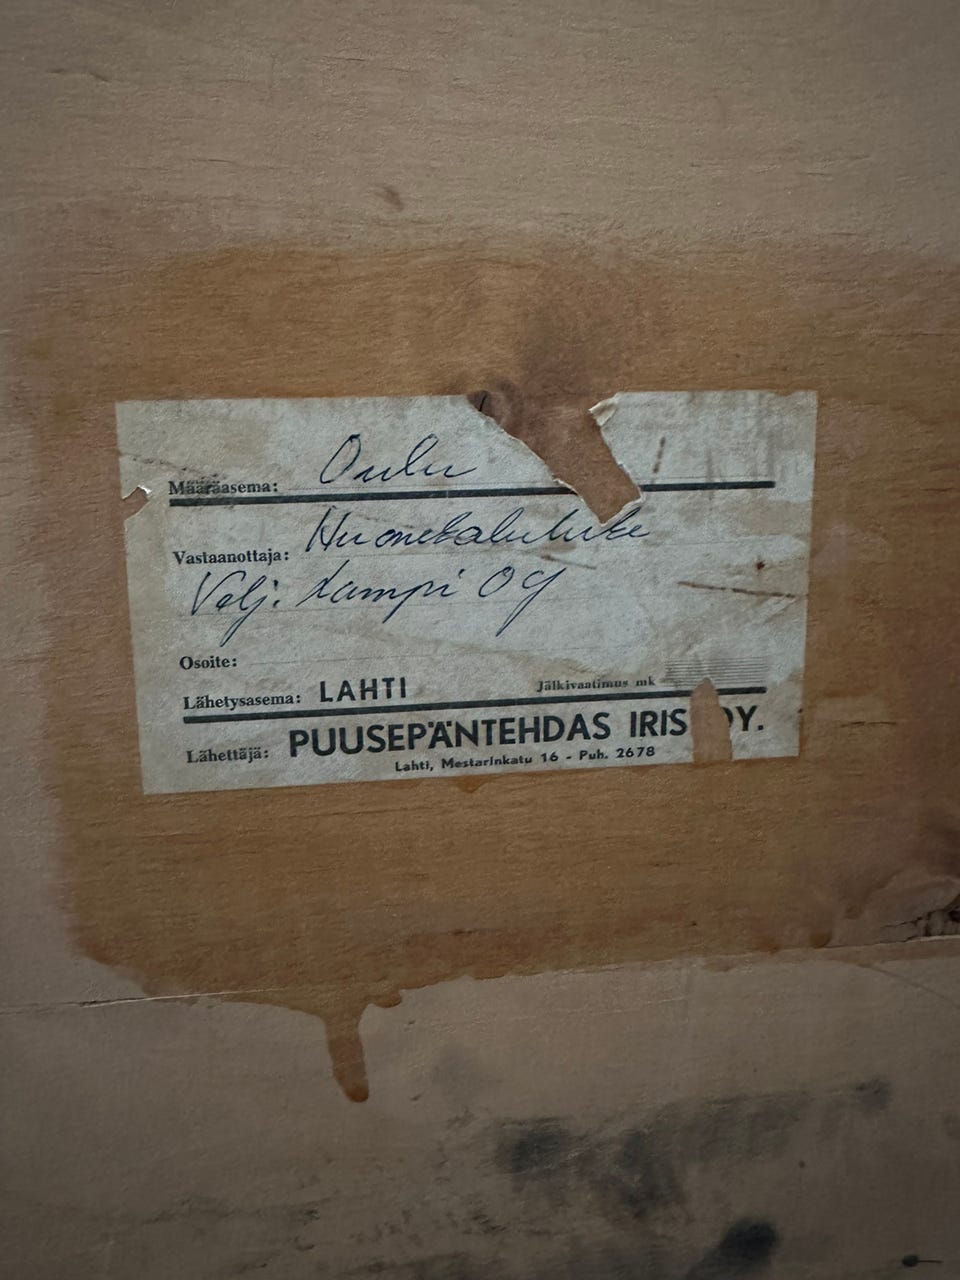 Määräasema: Oulu
Vastaanottaja: Huonekaluliike
Velj. Lampi OY
Osoite:
Lähetysasema: LAHTI Jälkivaatimus mk
Lähettäjä: PUUSEPÄNTEHDAS IRIS OY.
Lahti, Mestarinkatu 16 - Puh. 2678